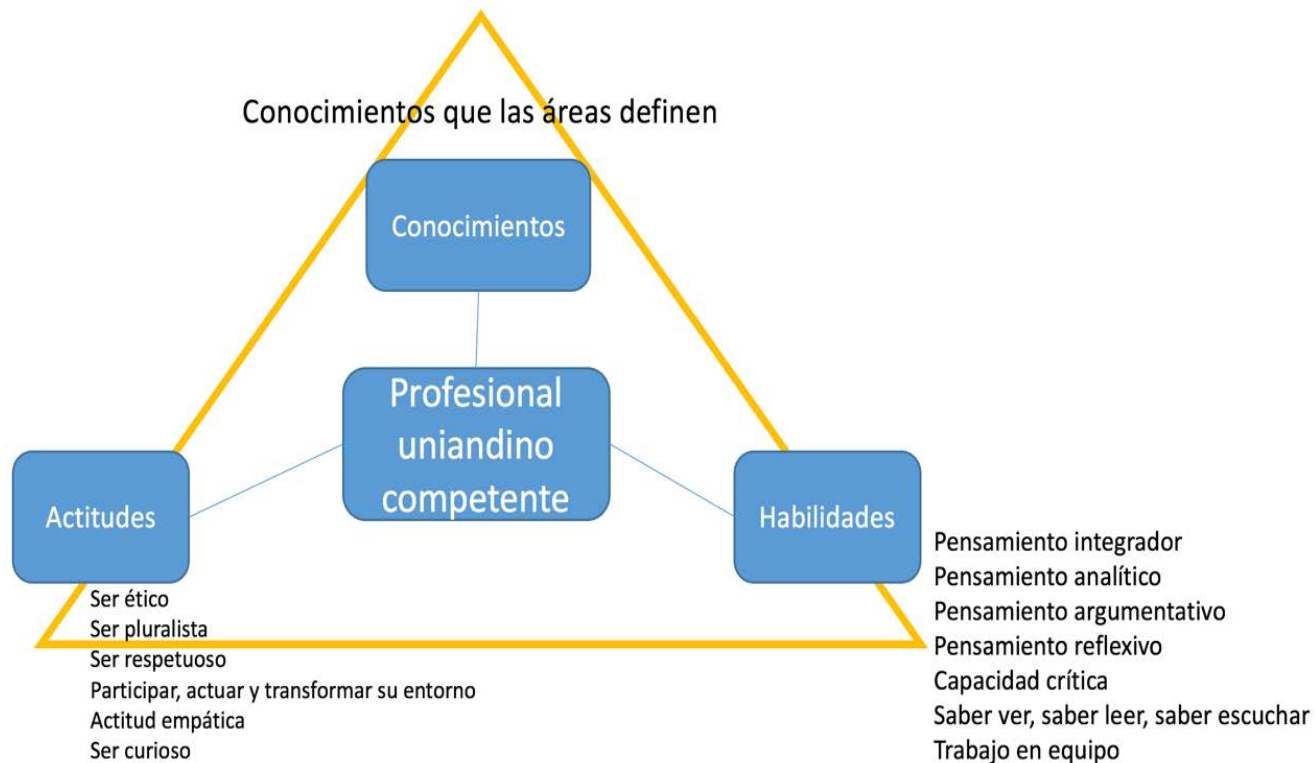 Conocimientos que las áreas definen
Conocimientos
Profesional
uniandino
competente
Actitudes
Habilidades
Ser ético
Ser pluralista
Ser respetuoso
Participar, actuar y transformar su entorno
Actitud empática
Ser curioso
Pensamiento integrador
Pensamiento analítico
Pensamiento argumentativo
Pensamiento reflexivo
Capacidad crítica
Saber ver, saber leer, saber escuchar
Trabajo en equipo